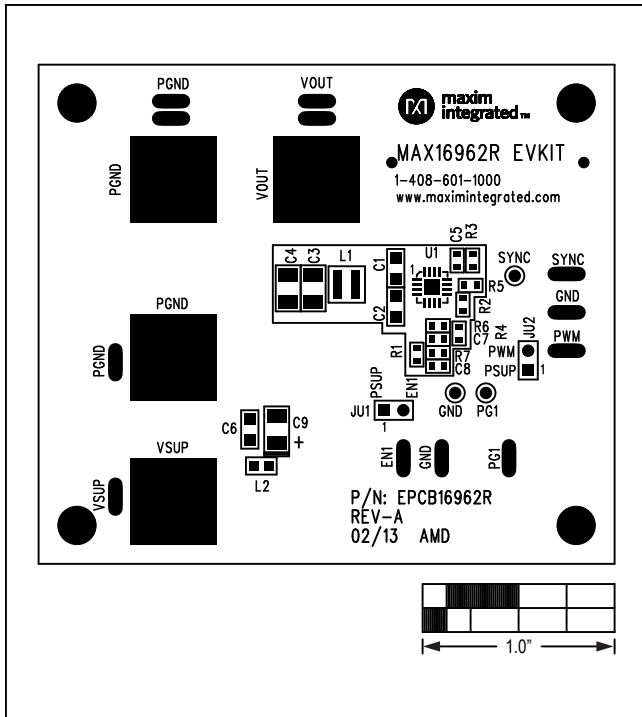 PGND
VOUT
maxim
integrated™
PGND
VOUT
MAX16962R EVKIT
1-408-601-1000
www.maximintegrated.com
C4
C3
L1
C1
U1
1
C5
R3
SYNC
SYNC
R5
GND
C2
R2
PGND
PGND
R1
R6
C7
R7
C8
R4
PWM
PSUP
JU2
1
PWM
PSUP
EN1
JU1
1
GND
PG1
C6
C9
+
L2
EN1
GND
PG1
VSUP
VSUP
P/N: EPCB16962R
REV-A
02/13 AMD
1.0”